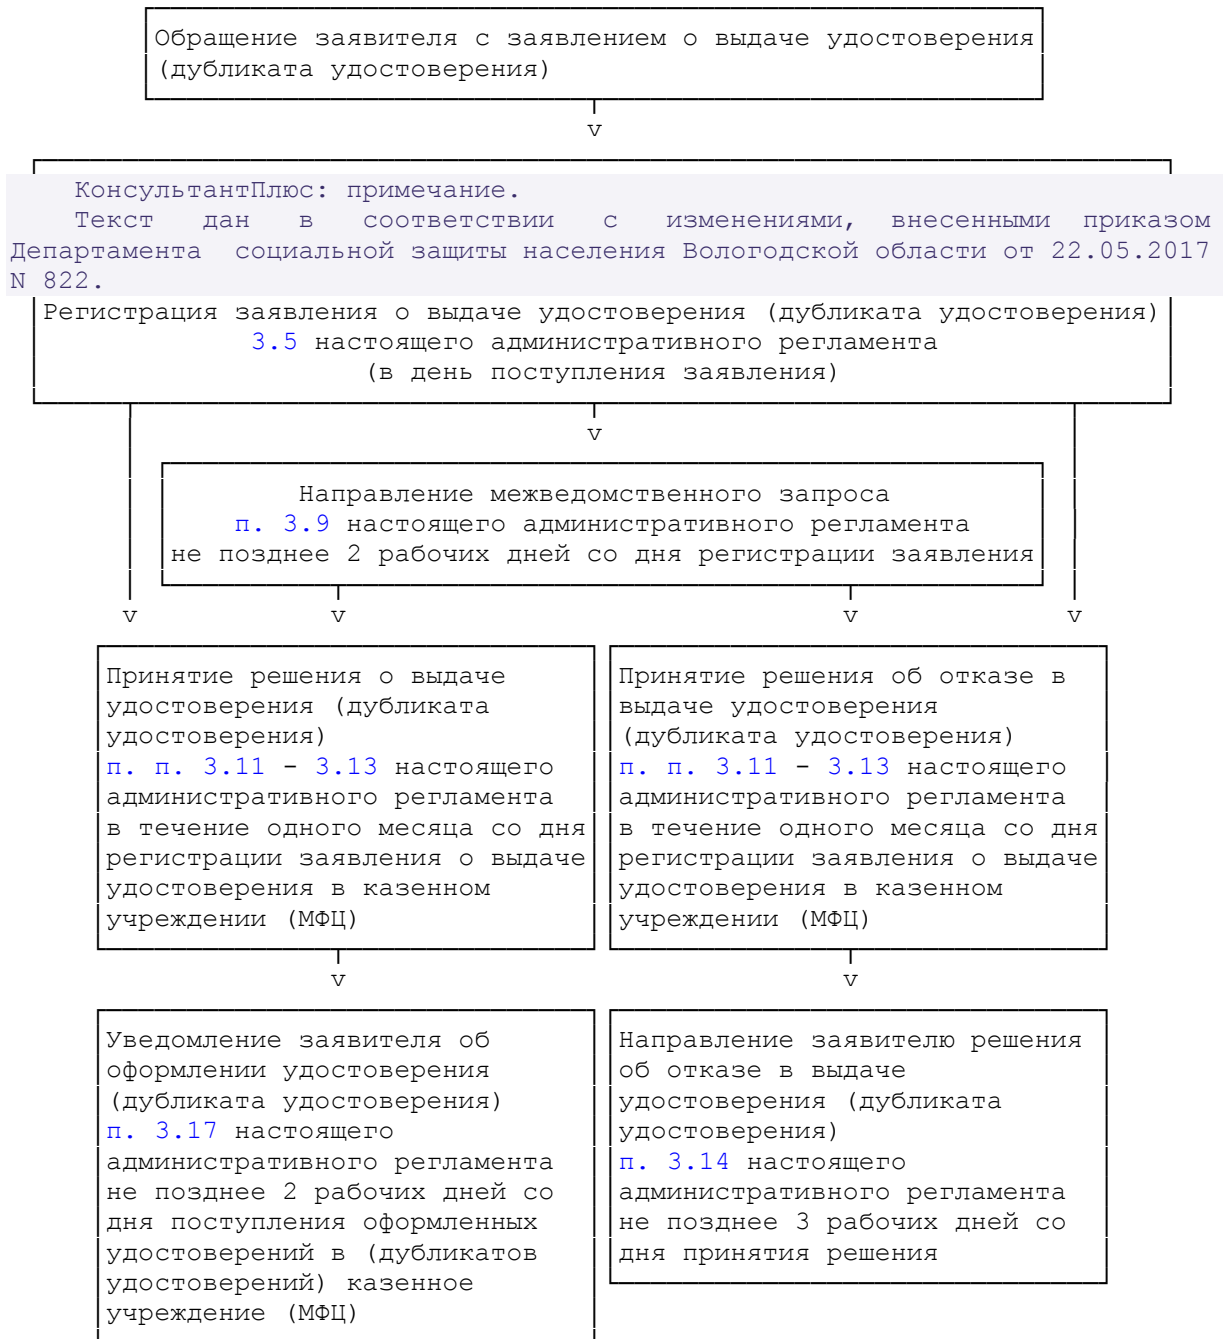 Обращение заявителя с заявлением о выдаче удостоверения
(дубликата удостоверения)
v
КонсультантПлюс: примечание.
Текст дан в соответствии с изменениями, внесенными приказом
Департамента социальной защиты населения Вологодской области от 22.05.2017
N 822.
Регистрация заявления о выдаче удостоверения (дубликата удостоверения)
3.5 настоящего административного регламента
(в день поступления заявления)
v
Направление межведомственного запроса
п. 3.9 настоящего административного регламента
не позднее 2 рабочих дней со дня регистрации заявления
v v v v
Принятие решения о выдаче
удостоверения (дубликата
удостоверения)
п. п. 3.11 - 3.13 настоящего
административного регламента
в течение одного месяца со дня
регистрации заявления о выдаче
удостоверения в казенном
учреждении (МФЦ)
Принятие решения об отказе в
выдаче удостоверения
(дубликата удостоверения)
п. п. 3.11 - 3.13 настоящего
административного регламента
в течение одного месяца со дня
регистрации заявления о выдаче
удостоверения в казенном
учреждении (МФЦ)
v v
Уведомление заявителя об
оформлении удостоверения
(дубликата удостоверения)
п. 3.17 настоящего
административного регламента
не позднее 2 рабочих дней со
дня поступления оформленных
удостоверений в (дубликатов
удостоверений) казенное
учреждение (МФЦ)
Направление заявителю решения
об отказе в выдаче
удостоверения (дубликата
удостоверения)
п. 3.14 настоящего
административного регламента
не позднее 3 рабочих дней со
дня принятия решения